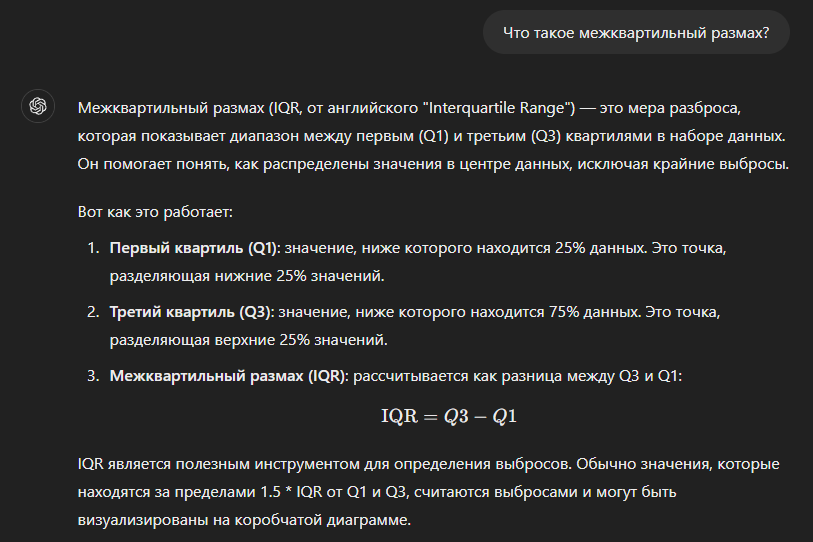 Что такое межквартильный размах?
Межквартильный размах (IQR, от английского "Interquartile Range") — это мера разброса,
которая показывает диапазон между первым (Q1) и третьим (Q3) квартилями в наборе данных.
Он помогает понять, как распределены значения в центре данных, исключая крайние выбросы.
Вот как это работает:
1. Первый квартиль (Q1): значение, ниже которого находится 25% данных. Это точка,
разделяющая нижние 25% значений.
2. Третий квартиль (Q3): значение, ниже которого находится 75% данных. Это точка,
разделяющая верхние 25% значений.
3. Межквартильный размах (IQR): рассчитывается как разница между Q3 и Q1:
IQR = Q3 − Q1
IQR является полезным инструментом для определения выбросов. Обычно значения, которые
находятся за пределами 1.5 * IQR от Q1 и Q3, считаются выбросами и могут быть
визуализированы на коробчатой диаграмме.